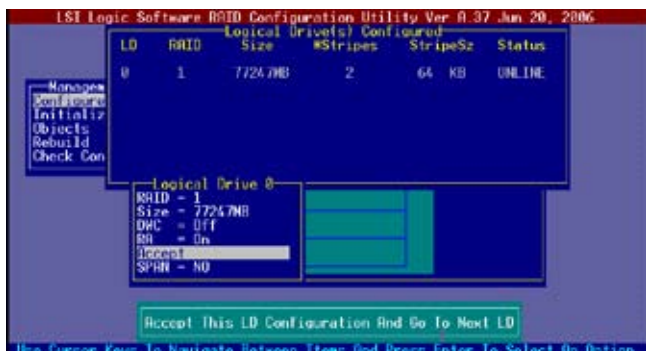 LSI Logic Software RAID Configuration Utility Ver A.37 Jun 20, 2006
Logical Drive(s) Configured
LD RAID Size #Stripes StripeSz Status
0 1 77247MB 2 64 KB ONLINE
Managem
Configure
Initializ
Objects
Rebuild
Check Con
Logical Drive 0
RAID = 1
Size = 77247MB
DWC = Off
RA = On
Accept
SPAN = NO
Accept This LD Configuration And Go To Next LD
Use Cursor Keys To Navigate Between Items And Press Enter To Select An Option